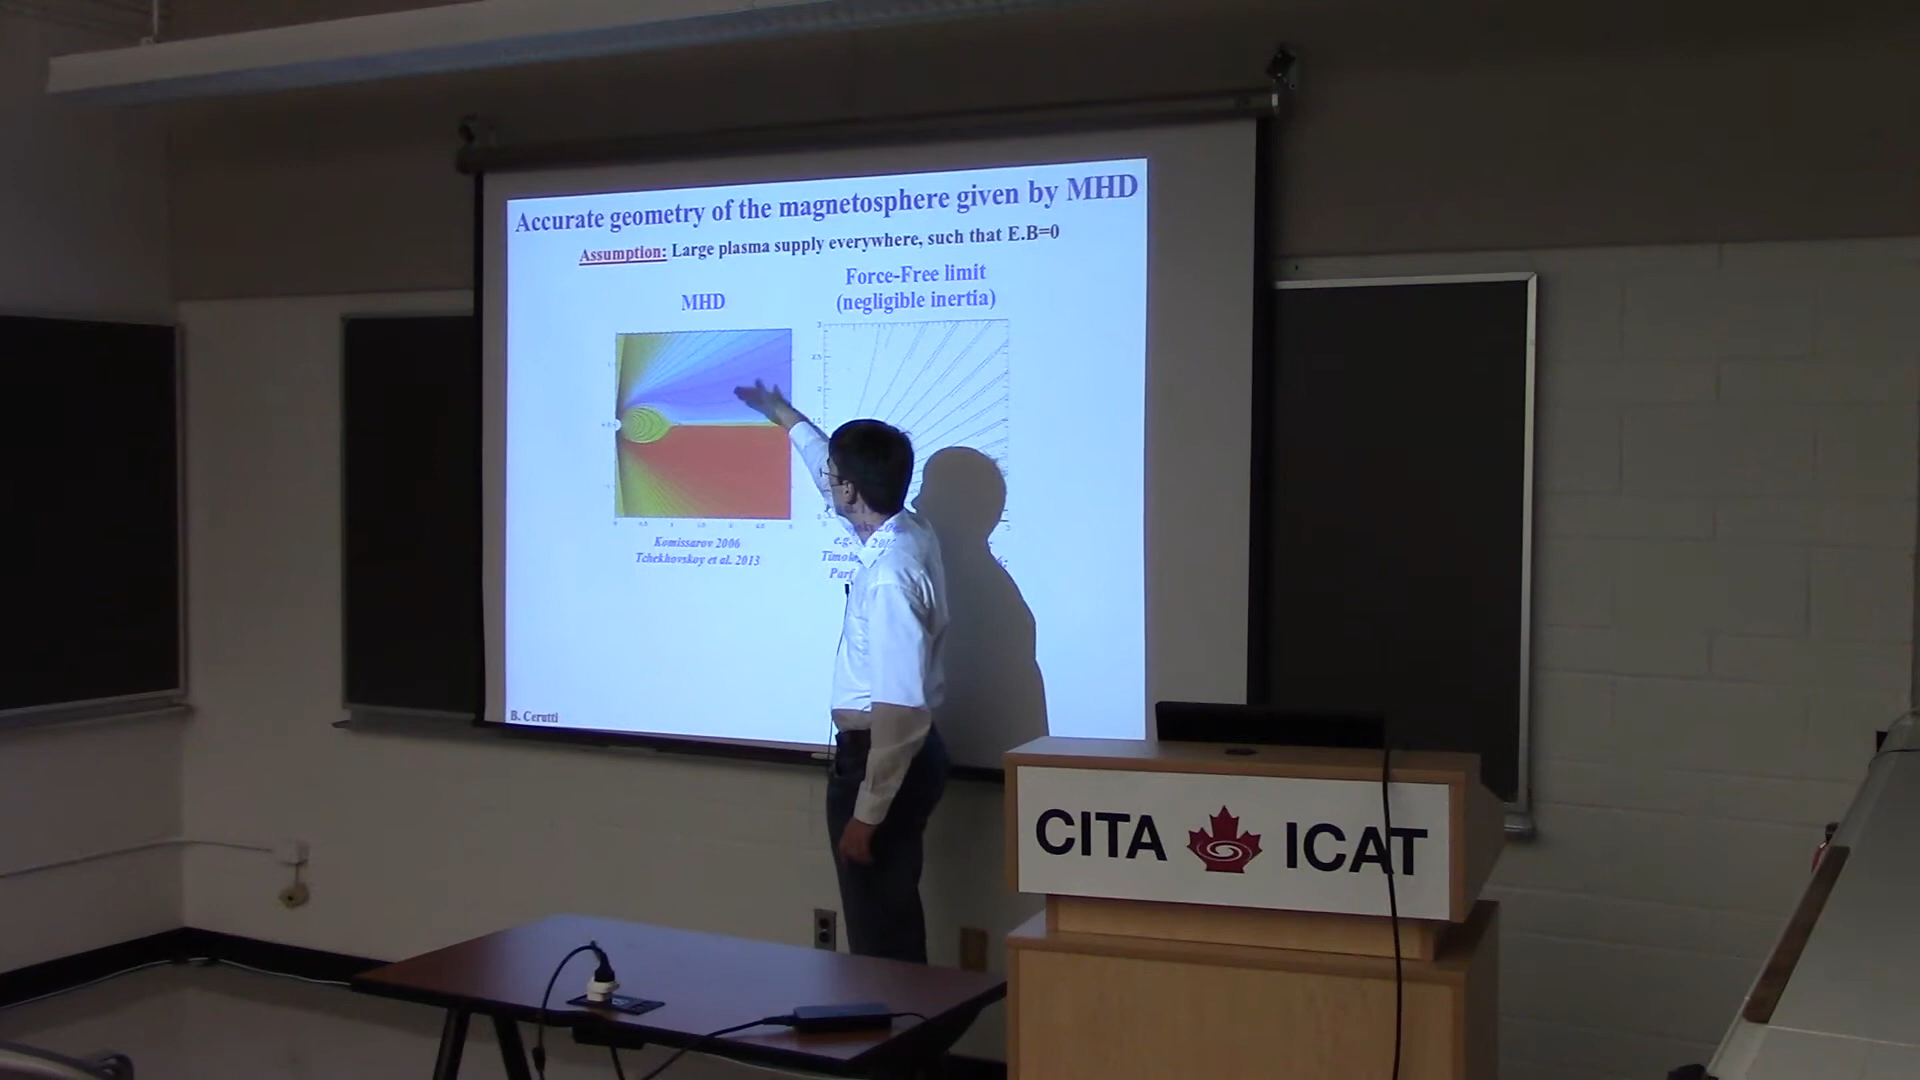 Accurate geometry of the magnetosphere given by MHD
Assumption: Large plasma supply everywhere, such that E.B=0
MHD
Force-Free limit
(negligible inertia)
Komissarov 2006
Tchekhovskoy et al. 2013
e.g.
B. Cerutti
CITA ICAT